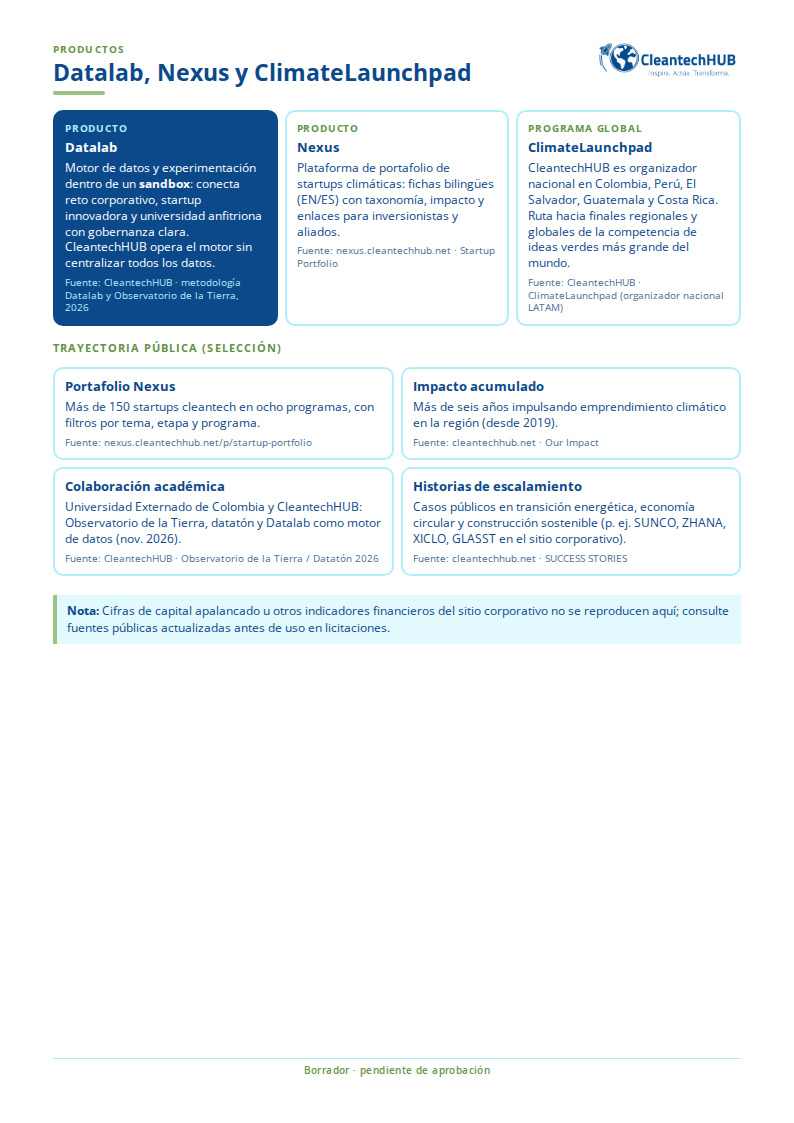 PRODUCTOS
Datalab, Nexus y ClimateLaunchpad
CleantechHUB
Inspira. Actúa. Transforma.
PRODUCTO
Datalab
Motor de datos y experimentación
dentro de un sandbox: conecta
reto corporativo, startup
innovadora y universidad anfitriona
con gobernanza clara.
CleantechHUB opera el motor sin
centralizar todos los datos.
Fuente: CleantechHUB · metodología
Datalab y Observatorio de la Tierra,
2026
PRODUCTO
Nexus
Plataforma de portafolio de
startups climáticas: fichas bilingües
(EN/ES) con taxonomía, impacto y
enlaces para inversionistas y
aliados.
Fuente: nexus.cleantechhub.net · Startup
Portfolio
PROGRAMA GLOBAL
ClimateLaunchpad
CleantechHUB es organizador
nacional en Colombia, Perú, El
Salvador, Guatemala y Costa Rica.
Ruta hacia finales regionales y
globales de la competencia de
ideas verdes más grande del
mundo.
Fuente: CleantechHUB ·
ClimateLaunchpad (organizador nacional
LATAM)
TRAYECTORIA PÚBLICA (SELECCIÓN)
Portafolio Nexus
Más de 150 startups cleantech en ocho programas, con
filtros por tema, etapa y programa.
Fuente: nexus.cleantechhub.net/p/startup-portfolio
Impacto acumulado
Más de seis años impulsando emprendimiento climático
en la región (desde 2019).
Fuente: cleantechhub.net · Our Impact
Colaboración académica
Universidad Externado de Colombia y CleantechHUB:
Observatorio de la Tierra, datatón y Datalab como motor
de datos (nov. 2026).
Fuente: CleantechHUB · Observatorio de la Tierra / Datatón 2026
Historias de escalamiento
Casos públicos en transición energética, economía
circular y construcción sostenible (p. ej. SUNCO, ZHANA,
XICLO, GLASST en el sitio corporativo).
Fuente: cleantechhub.net · SUCCESS STORIES
Nota: Cifras de capital apalancado u otros indicadores financieros del sitio corporativo no se reproducen aquí; consulte
fuentes públicas actualizadas antes de uso en licitaciones.
Borrador · pendiente de aprobación